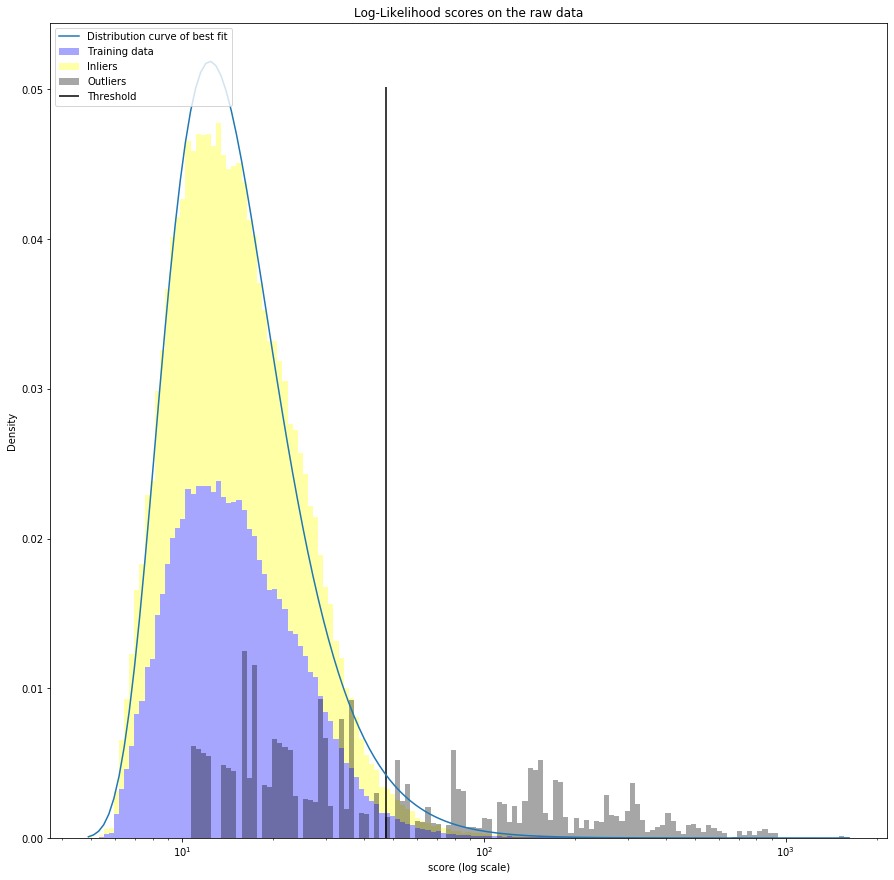 Log-Likelihood scores on the raw data
Distribution curve of best fit
Training data
Inliers
Outliers
Threshold
0.05
0.04
0.03
0.02
0.01
0.00
Density
10¹
10²
10³
score (log scale)